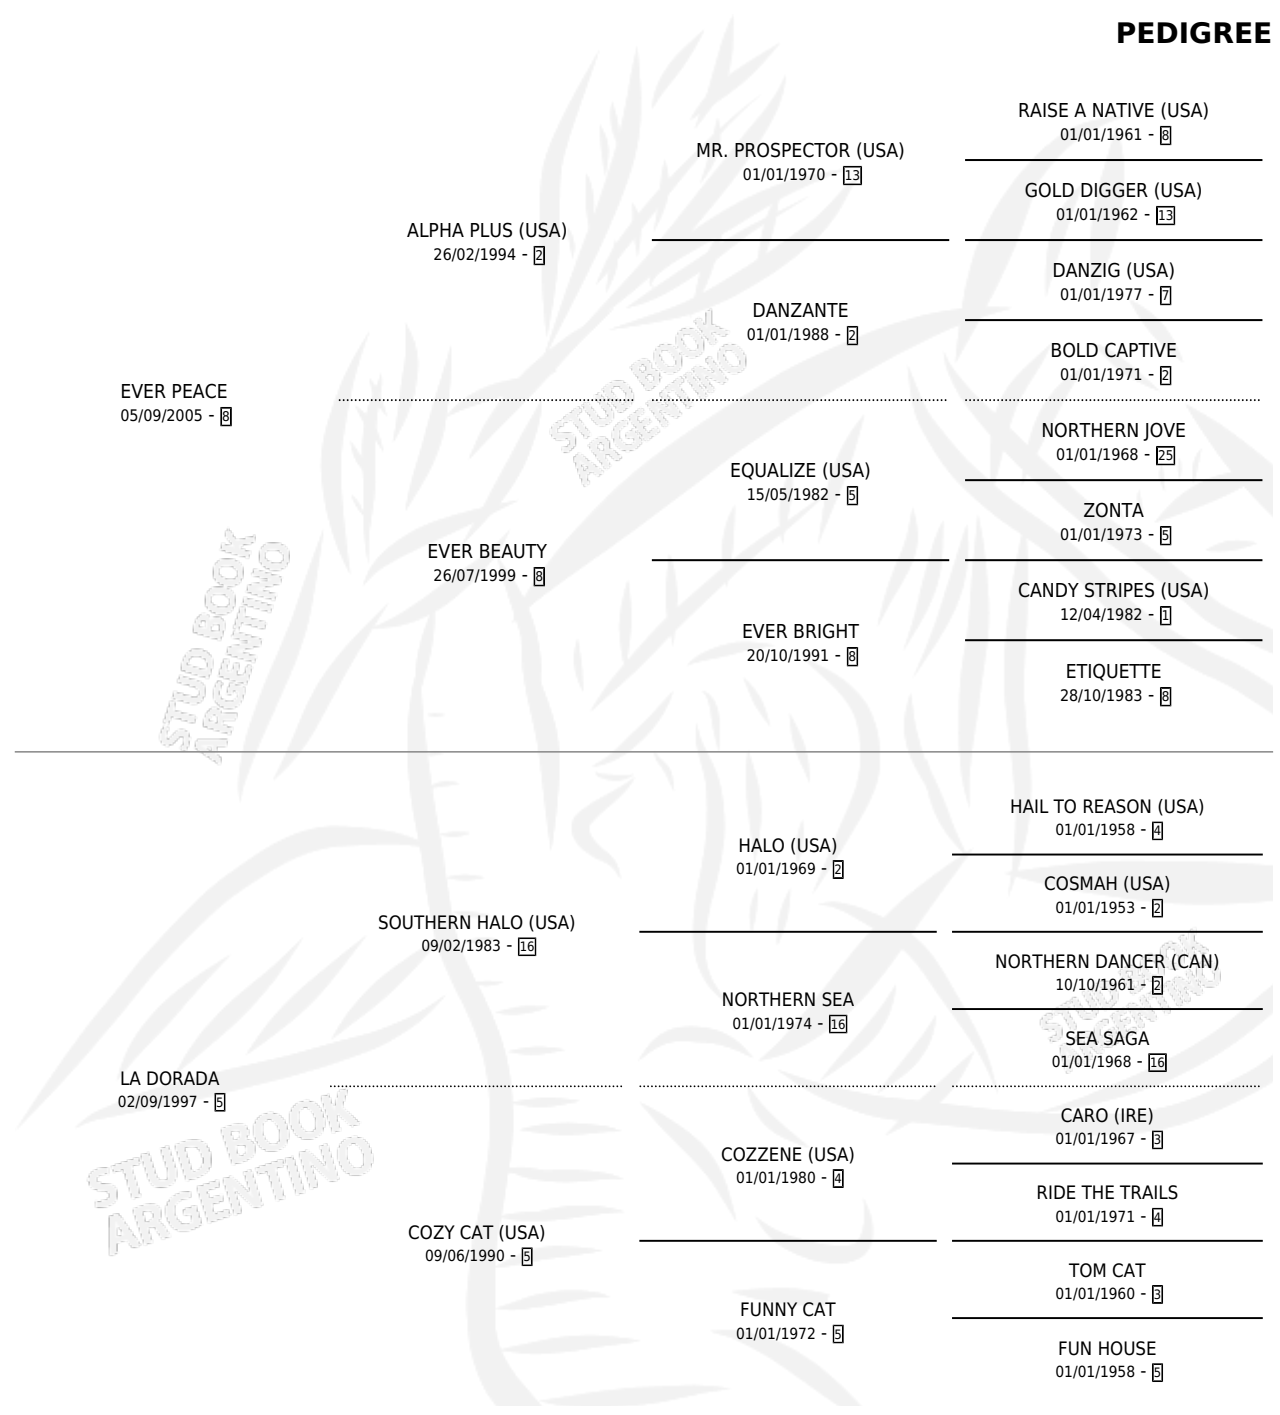 PEDIGREE
RAISE A NATIVE (USA)
01/01/1961 - 8
MR. PROSPECTOR (USA)
01/01/1970 - 13
GOLD DIGGER (USA)
01/01/1962 - 13
ALPHA PLUS (USA)
26/02/1994 - 2
DANZIG (USA)
01/01/1977 - 7
DANZANTE
01/01/1988 - 2
BOLD CAPTIVE
01/01/1971 - 2
EVER PEACE
05/09/2005 - 8
NORTHERN JOVE
01/01/1968 - 25
EQUALIZE (USA)
15/05/1982 - 5
ZONTA
01/01/1973 - 5
EVER BEAUTY
26/07/1999 - 8
CANDY STRIPES (USA)
12/04/1982 - 1
EVER BRIGHT
20/10/1991 - 8
ETIQUETTE
28/10/1983 - 8
STUD BOOK
ARGENTINO
STUD BOOK
ARGENTINO
HAIL TO REASON (USA)
01/01/1958 - 4
HALO (USA)
01/01/1969 - 2
COSMAH (USA)
01/01/1953 - 2
SOUTHERN HALO (USA)
09/02/1983 - 16
NORTHERN DANCER (CAN)
10/10/1961 - 2
NORTHERN SEA
01/01/1974 - 16
SEA SAGA
01/01/1968 - 16
STUD BOOK
ARGENTINO
LA DORADA
02/09/1997 - 5
CARO (IRE)
01/01/1967 - 3
COZZENE (USA)
01/01/1980 - 4
RIDE THE TRAILS
01/01/1971 - 4
COZY CAT (USA)
09/06/1990 - 5
TOM CAT
01/01/1960 - 3
FUNNY CAT
01/01/1972 - 5
FUN HOUSE
01/01/1958 - 5
STUD BOOK
ARGENTINO